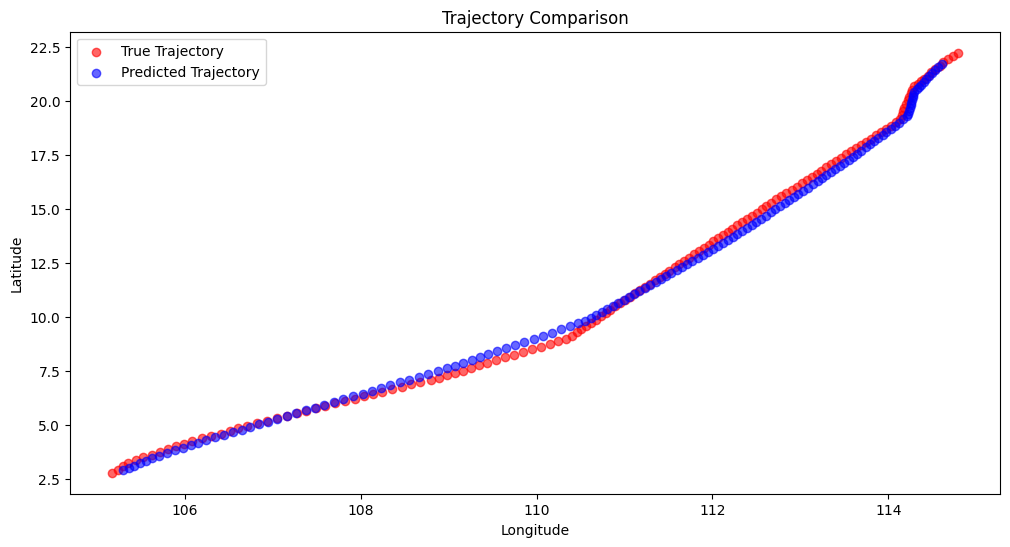 Trajectory Comparison
True Trajectory
Predicted Trajectory
22.5
20.0
17.5
15.0
12.5
10.0
7.5
5.0
2.5
Latitude
106 108 110 112 114
Longitude